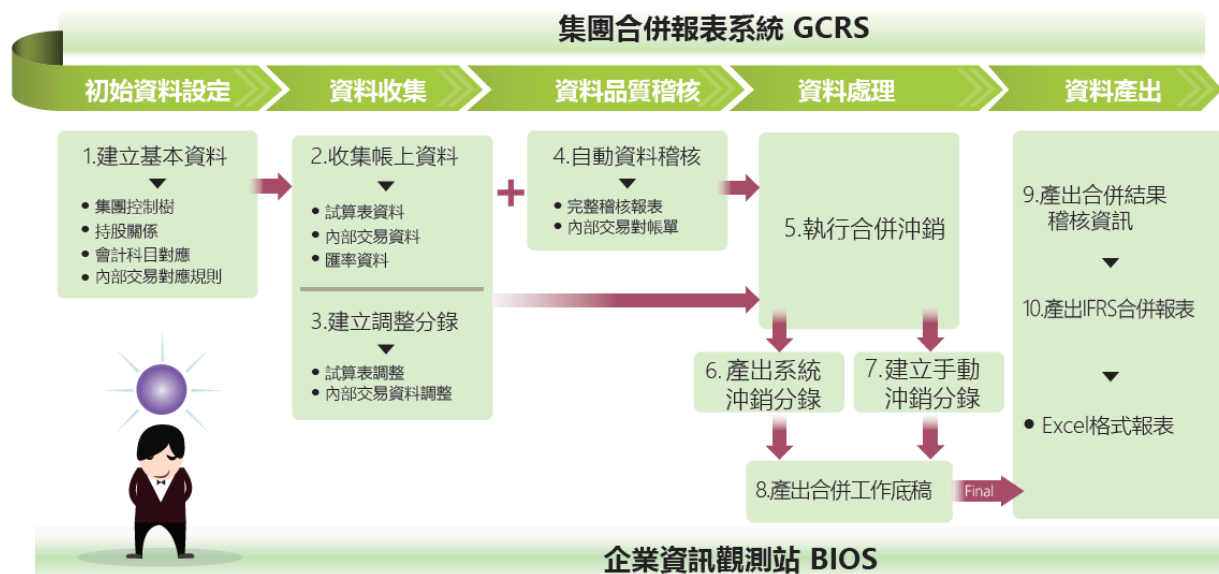 集團合併報表系統 GCRS
初始資料設定
資料收集
資料品質稽核
資料處理
資料產出
1.建立基本資料
• 集團控制樹
• 持股關係
• 會計科目對應
• 內部交易對應規則
2.收集帳上資料
• 試算表資料
• 內部交易資料
• 匯率資料
3.建立調整分錄
• 試算表調整
• 內部交易資料調整
+
4.自動資料稽核
• 完整稽核報表
• 內部交易對帳單
5.執行合併沖銷
6.產出系統
沖銷分錄
7.建立手動
沖銷分錄
8.產出合併工作底稿
Final
9.產出合併結果
稽核資訊
10.產出IFRS合併報表
• Excel格式報表
企業資訊觀測站 BIOS